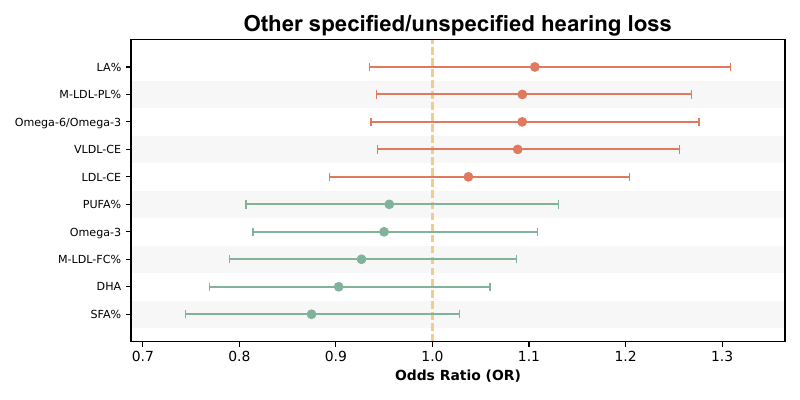 Other specified/unspecified hearing loss
LA%
M-LDL-PL%
Omega-6/Omega-3
VLDL-CE
LDL-CE
PUFA%
Omega-3
M-LDL-FC%
DHA
SFA%
0.7 0.8 0.9 1.0 1.1 1.2 1.3
Odds Ratio (OR)